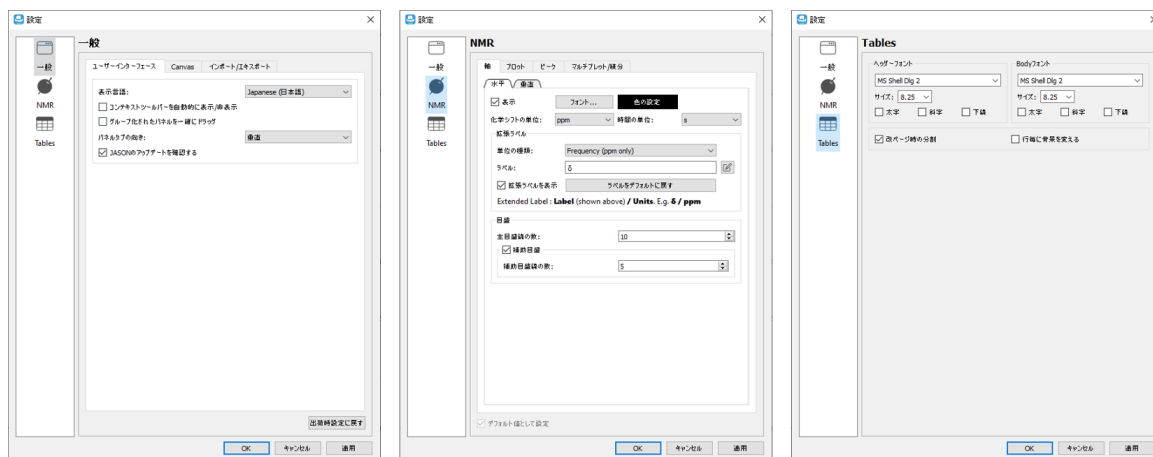 設定
一般
一般
NMR
Tables
ユーザーインターフェース Canvas インポート/エキスポート
表示言語: Japanese (日本語)
コンテキストツールバーを自動的に表示/非表示
グループ化されたパネルを一緒にドラッグ
パネルタブの向き: 垂直
JASONのアップデートを確認する
出荷時設定に戻す
OK キャンセル 適用
設定
NMR
一般
NMR
Tables
軸 プロット ピーク マルチプレット/積分
水平 垂直
表示 フォント... 色の設定
化学シフトの単位: ppm 時間の単位: s
拡張ラベル
単位の種類: Frequency (ppm only)
ラベル: δ
拡張ラベルを表示 ラベルをデフォルトに戻す
Extended Label : Label (shown above) / Units. E.g. δ / ppm
目盛
主目盛線の数: 10
補助目盛
補助目盛線の数: 5
デフォルト値として設定
OK キャンセル 適用
設定
Tables
一般
NMR
Tables
ヘッダーフォント
MS Shell Dlg 2
サイズ: 8.25
太字 斜字 下線
Bodyフォント
MS Shell Dlg 2
サイズ: 8.25
太字 斜字 下線
改ページ時の分割 行毎に背景を変える
OK キャンセル 適用